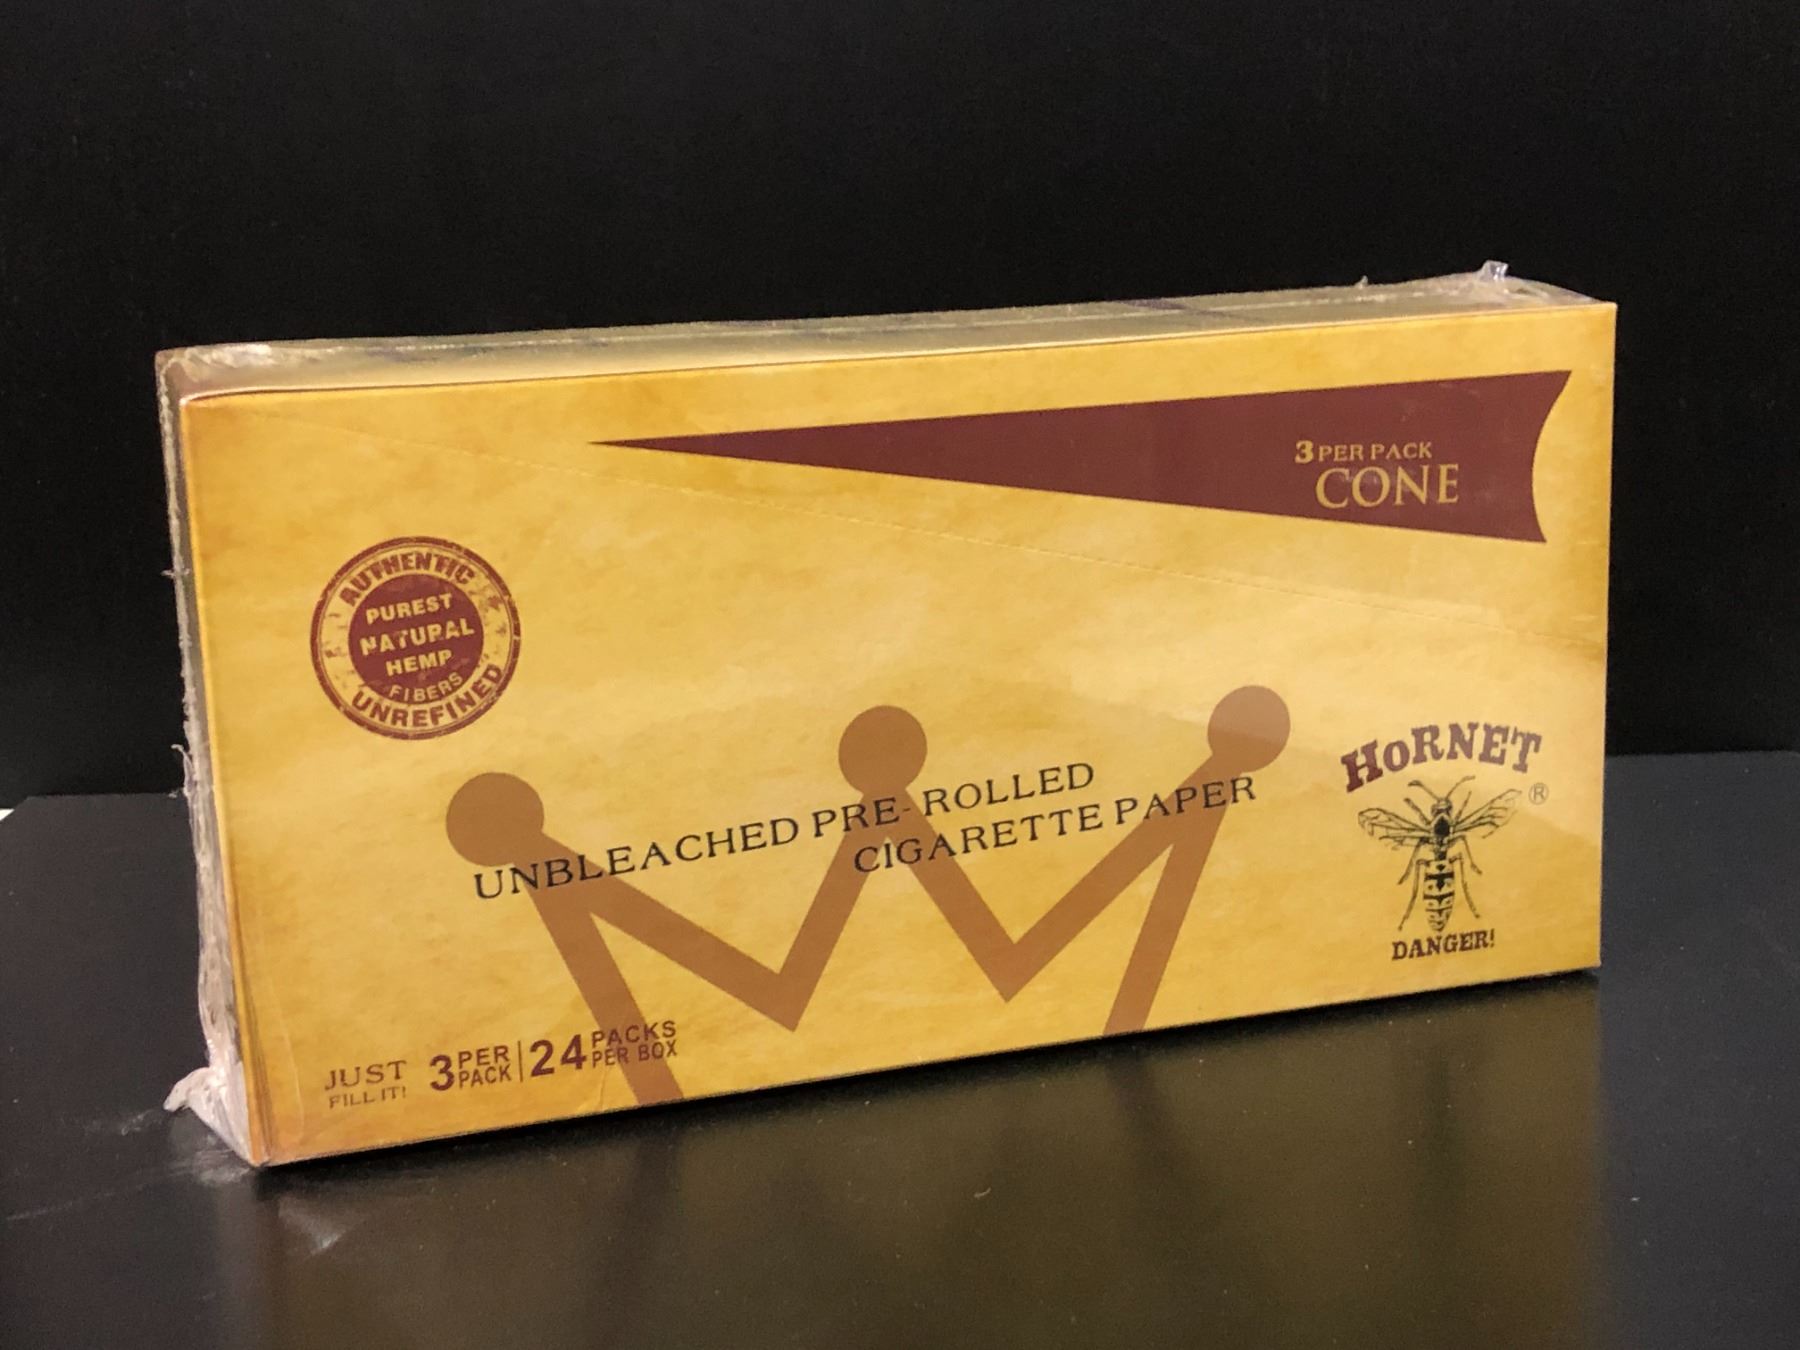 3 PER PACK
CONE
AUTHENTIC
PUREST
NATURAL
HEMP
FIBERS
UNREFINED
UNBLEACHED PRE-ROLLED
CIGARETTE PAPER
HoRNET
®
DANGER!
JUST
FILL IT!
3 PER
PACK
24 PACKS
PER BOX